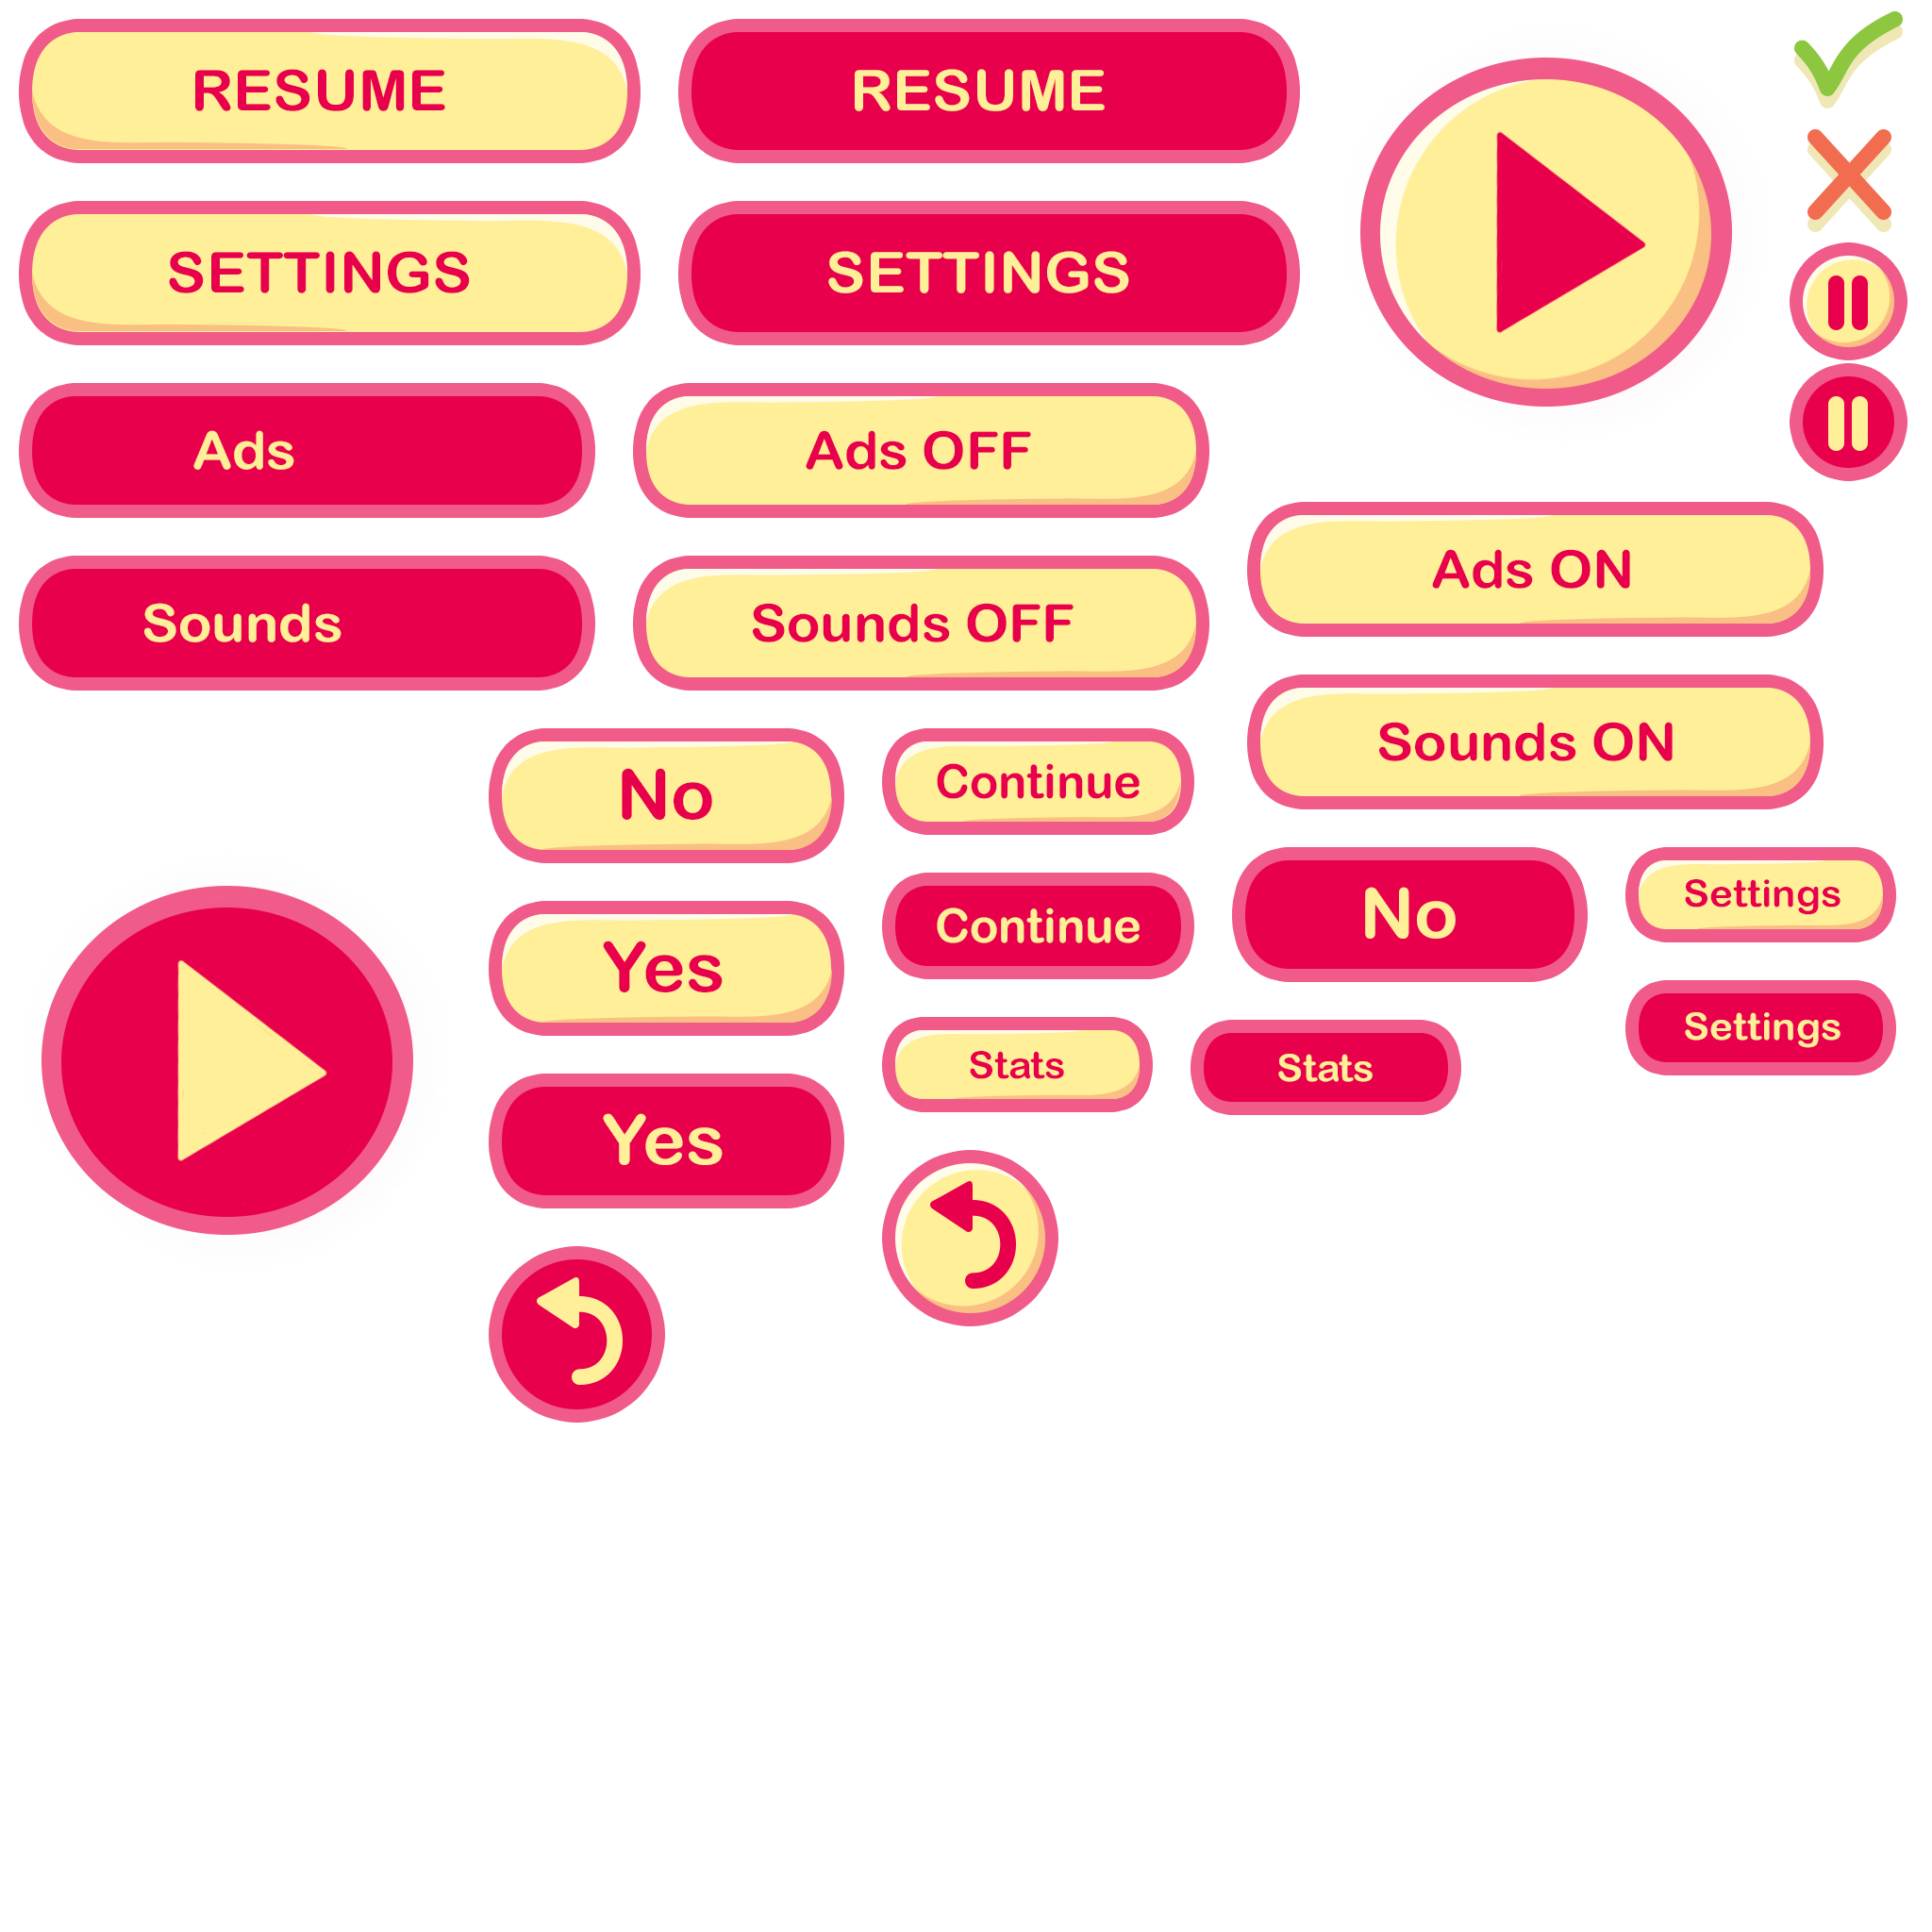 RESUME
RESUME
SETTINGS
SETTINGS
Ads
Ads OFF
Ads ON
Sounds
Sounds OFF
Sounds ON
No
Continue
Continue
No
Settings
Yes
Settings
Stats
Stats
Yes